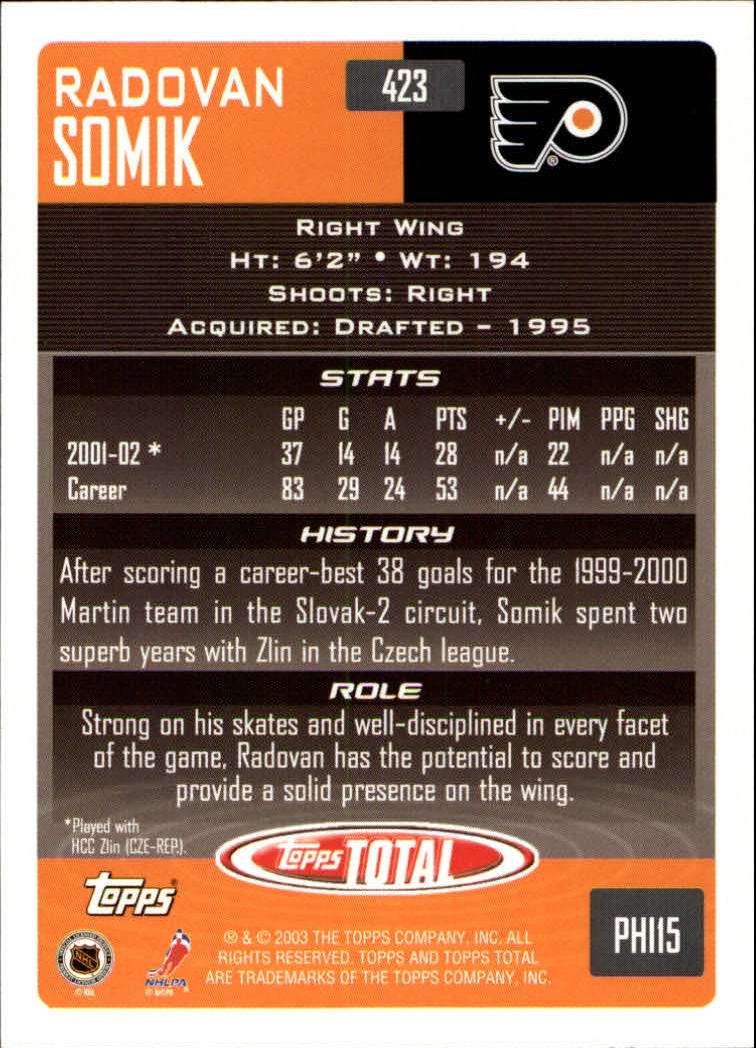 RADOVAN
SOMIK
423
®
RIGHT WING
HT: 6'2" • WT: 194
SHOOTS: RIGHT
ACQUIRED: DRAFTED – 1995
STATS
GP G A PTS +/- PIM PPG SHG
2001-02 * 37 14 14 28 n/a 22 n/a n/a
Career 83 29 24 53 n/a 44 n/a n/a
HISTORY
After scoring a career-best 38 goals for the 1999-2000
Martin team in the Slovak-2 circuit, Somik spent two
superb years with Zlin in the Czech league.
ROLE
Strong on his skates and well-disciplined in every facet
of the game, Radovan has the potential to score and
provide a solid presence on the wing.
*Played with
HCC Zlin (CZE-REP.).
topps TOTAL
topps®
PHI15
® & © 2003 THE TOPPS COMPANY, INC. ALL
RIGHTS RESERVED. TOPPS AND TOPPS TOTAL
ARE TRADEMARKS OF THE TOPPS COMPANY, INC.
NHL
© NHL
NHLPA
© NHLPA